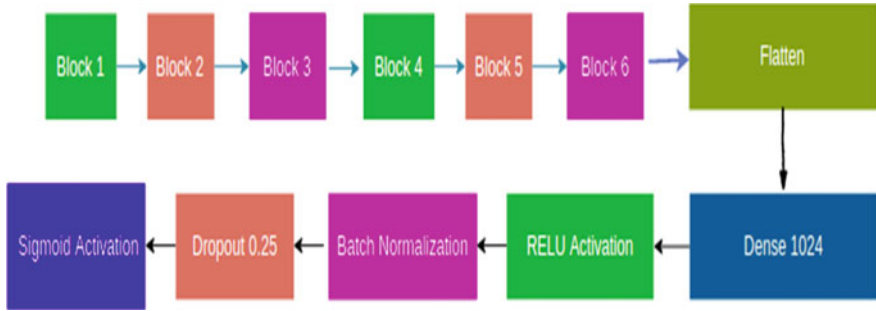 Block 1
Block 2
Block 3
Block 4
Block 5
Block 6
Flatten
Dense 1024
RELU Activation
Batch Normalization
Dropout 0.25
Sigmoid Activation